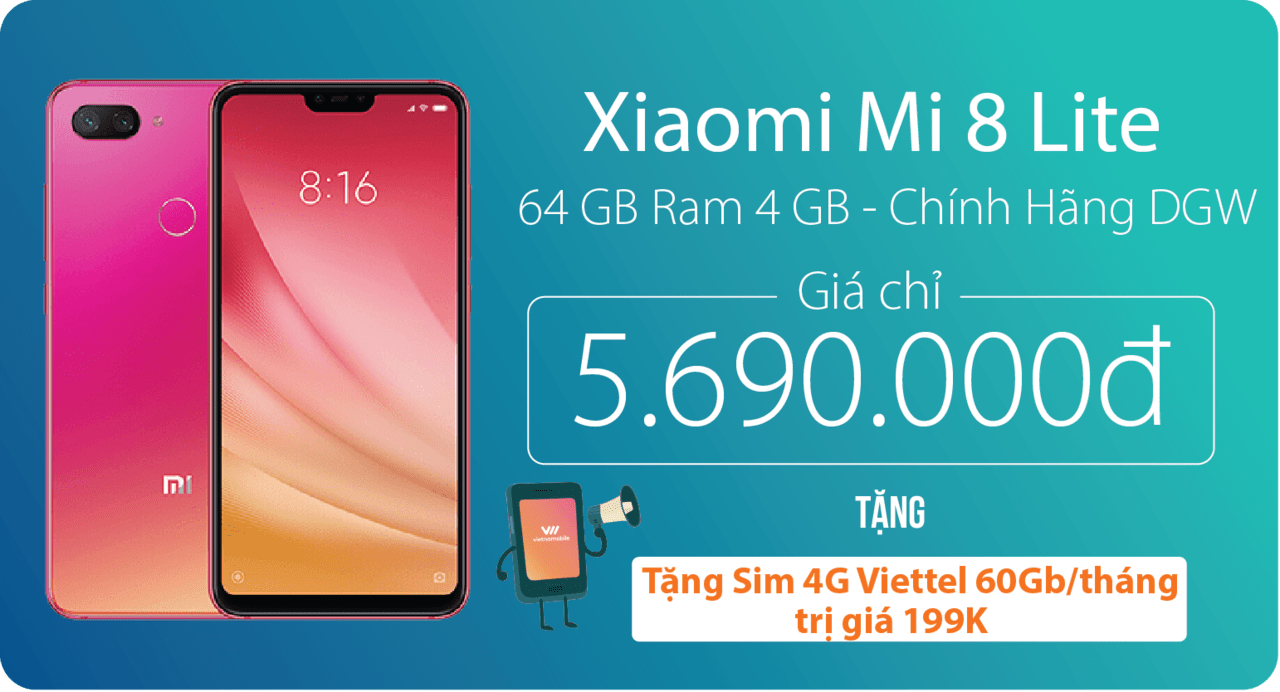 8:16
Xiaomi Mi 8 Lite
64 GB Ram 4 GB - Chính Hãng DGW
Giá chỉ
5.690.000đ
TẶNG
vietnamobile
Tặng Sim 4G Viettel 60Gb/tháng
trị giá 199K